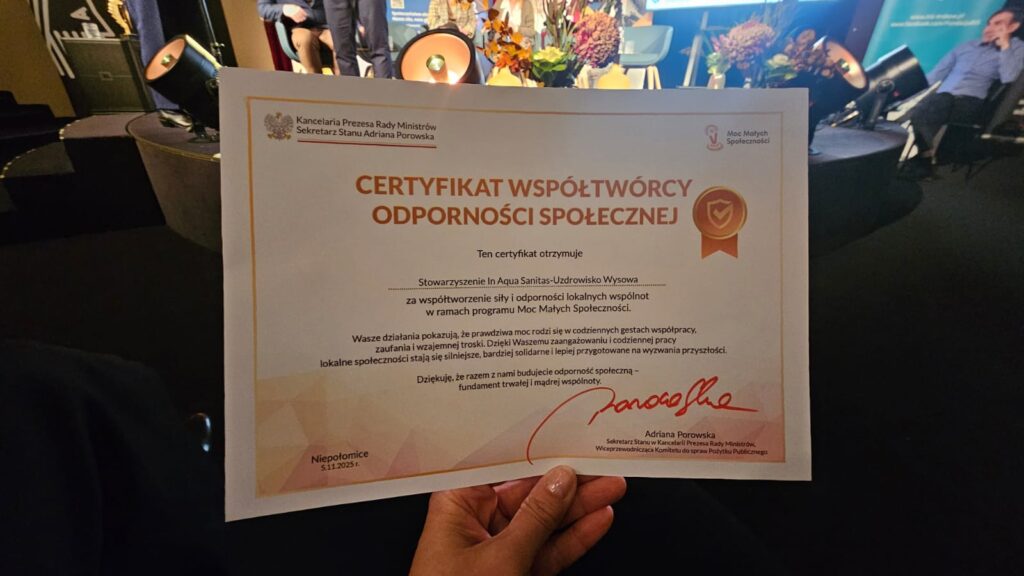 Kancelaria Prezesa Rady Ministrów
Sekretarz Stanu Adriana Porowska
Moc Małych
Społeczności
CERTYFIKAT WSPÓŁTWÓRCY
ODPORNOŚCI SPOŁECZNEJ
Ten certyfikat otrzymuje
Stowarzyszenie In Aqua Sanitas-Uzdrowisko Wysowa
za współtworzenie siły i odporności lokalnych wspólnot
w ramach programu Moc Małych Społeczności.
Wasze działania pokazują, że prawdziwa moc rodzi się w codziennych gestach współpracy,
zaufania i wzajemnej troski. Dzięki Waszemu zaangażowaniu i codziennej pracy
lokalne społeczności stają się silniejsze, bardziej solidarne i lepiej przygotowane na wyzwania przyszłości.
Dziękuję, że razem z nami budujecie odporność społeczną –
fundament trwałej i mądrej wspólnoty.
Adriana Porowska
Sekretarz Stanu w Kancelarii Prezesa Rady Ministrów,
Wiceprzewodnicząca Komitetu do spraw Pożytku Publicznego
Niepołomice
5.11.2025 r.